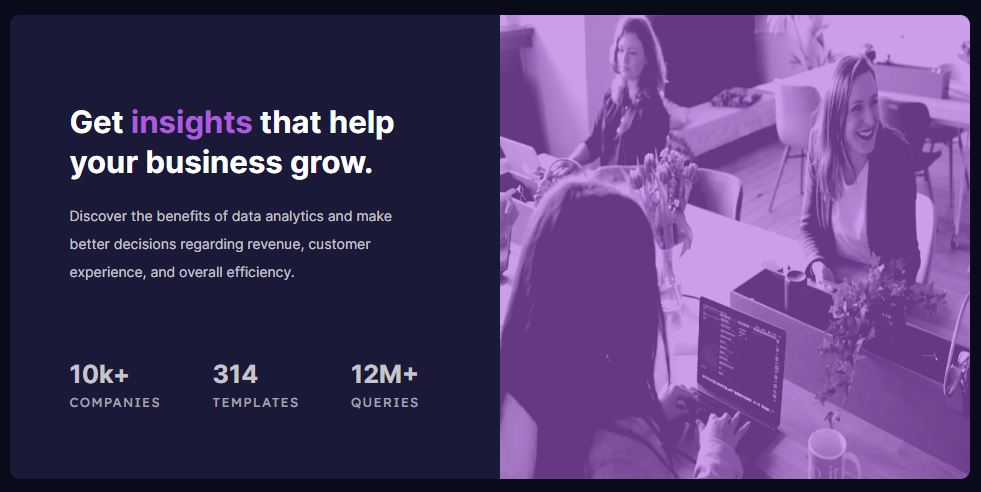 Get insights that help
your business grow.
Discover the benefits of data analytics and make
better decisions regarding revenue, customer
experience, and overall efficiency.
10k+ 314 12M+
COMPANIES TEMPLATES QUERIES